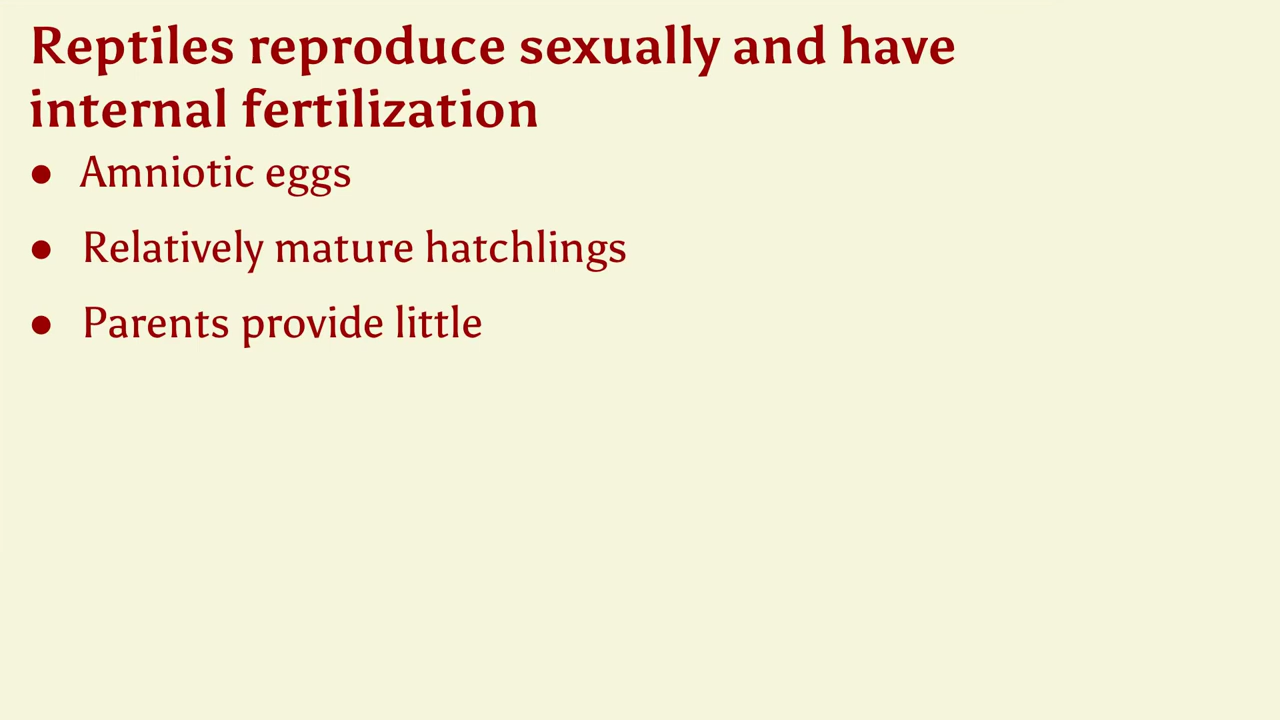 Reptiles reproduce sexually and have
internal fertilization
● Amniotic eggs
● Relatively mature hatchlings
● Parents provide little